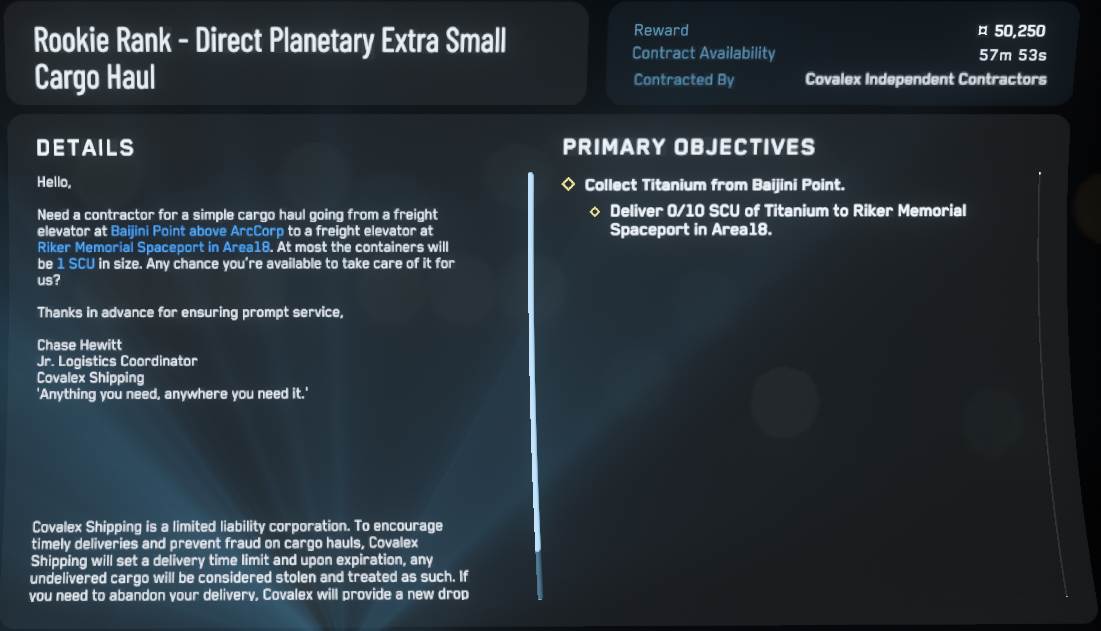 Rookie Rank - Direct Planetary Extra Small
Cargo Haul
Reward ¤ 50,250
Contract Availability 57m 53s
Contracted By Covalex Independent Contractors
DETAILS
Hello,
Need a contractor for a simple cargo haul going from a freight
elevator at Baijini Point above ArcCorp to a freight elevator at
Riker Memorial Spaceport in Area18. At most the containers will
be 1 SCU in size. Any chance you're available to take care of it for
us?
Thanks in advance for ensuring prompt service,
Chase Hewitt
Jr. Logistics Coordinator
Covalex Shipping
'Anything you need, anywhere you need it.'
Covalex Shipping is a limited liability corporation. To encourage
timely deliveries and prevent fraud on cargo hauls, Covalex
Shipping will set a delivery time limit and upon expiration, any
undelivered cargo will be considered stolen and treated as such. If
you need to abandon your delivery, Covalex will provide a new drop
PRIMARY OBJECTIVES
Collect Titanium from Baijini Point.
Deliver 0/10 SCU of Titanium to Riker Memorial
Spaceport in Area18.